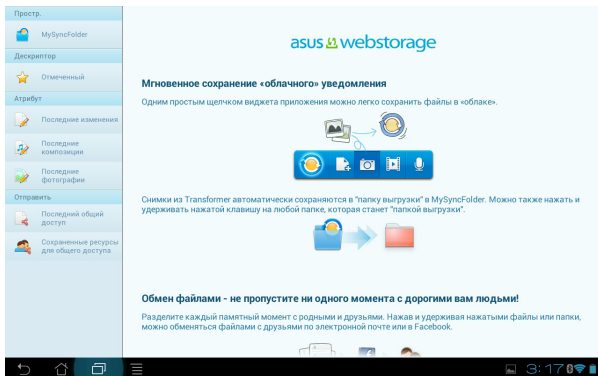 Простр.
MySyncFolder
Дескриптор
Отмеченный
Атрибут
Последние изменения
Последние
композиции
Последние
фотографии
Отправить
Последний общий
доступ
Сохраненные ресурсы
для общего доступа
asus webstorage
Мгновенное сохранение «облачного» уведомления
Одним простым щелчком виджета приложения можно легко сохранить файлы в «облаке».
Снимки из Transformer автоматически сохраняются в "папку выгрузки" в MySyncFolder. Можно также нажать и
удерживать нажатой клавишу на любой папке, которая станет "папкой выгрузки".
Обмен файлами - не пропустите ни одного момента с дорогими вам людьми!
Разделите каждый памятный момент с родными и друзьями. Нажав и удерживая нажатыми файлы или папки,
можно обменяться файлами с друзьями по электронной почте или в Facebook.
3:17